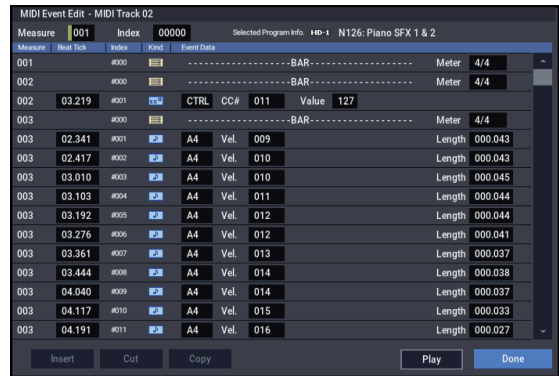 MIDI Event Edit - MIDI Track 02
Measure 001 Index 00000 Selected Program Info. HD-1 N126: Piano SFX 1 & 2
Measure Beat Tick Index Kind Event Data
001 #000 -------------------BAR------------------- Meter 4/4
002 #000 -------------------BAR------------------- Meter 4/4
002 03.219 #001 CTRL CC# 011 Value 127
003 #000 -------------------BAR------------------- Meter 4/4
003 02.341 #001 A4 Vel. 009 Length 000.043
003 02.417 #002 A4 Vel. 010 Length 000.043
003 03.010 #003 A4 Vel. 010 Length 000.045
003 03.103 #004 A4 Vel. 011 Length 000.044
003 03.192 #005 A4 Vel. 012 Length 000.044
003 03.276 #006 A4 Vel. 012 Length 000.041
003 03.361 #007 A4 Vel. 013 Length 000.037
003 03.444 #008 A4 Vel. 014 Length 000.038
003 04.040 #009 A4 Vel. 014 Length 000.037
003 04.117 #010 A4 Vel. 015 Length 000.033
003 04.191 #011 A4 Vel. 016 Length 000.027
Insert Cut Copy Play Done